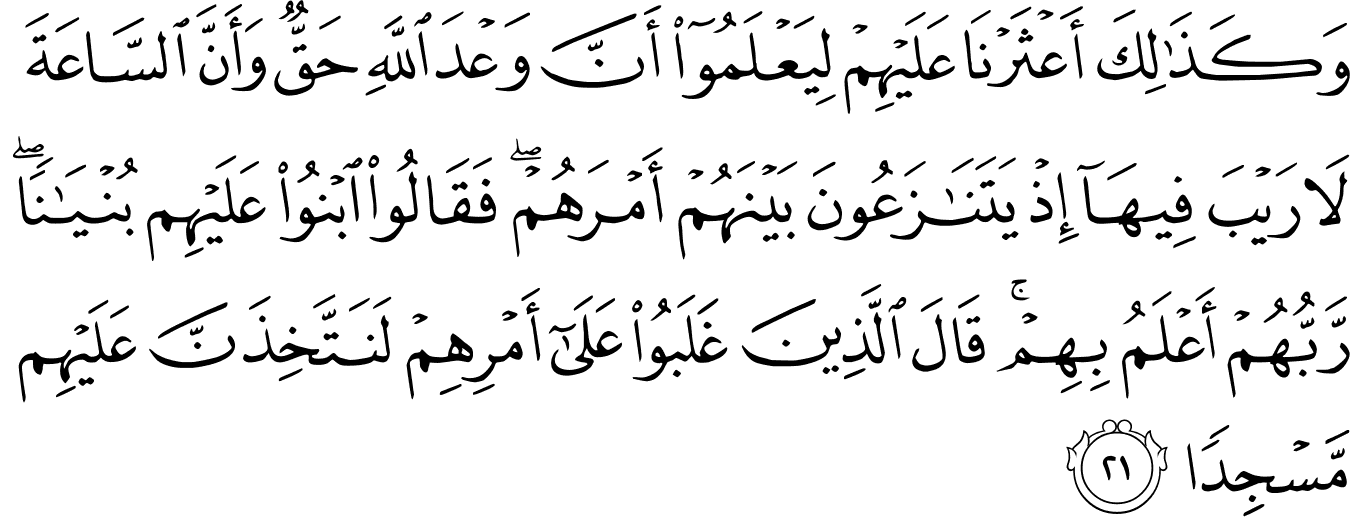 وَكَذَٰلِكَ أَعْثَرْنَا عَلَيْهِمْ لِيَعْلَمُوٓا۟ أَنَّ وَعْدَ ٱللَّهِ حَقٌّ وَأَنَّ ٱلسَّاعَةَ
لَا رَيْبَ فِيهَآ إِذْ يَتَنَـٰزَعُونَ بَيْنَهُمْ أَمْرَهُمْ ۖ فَقَالُوا۟ ٱبْنُوا۟ عَلَيْهِم بُنْيَـٰنًا ۖ
رَّبُّهُمْ أَعْلَمُ بِهِمْ ۚ قَالَ ٱلَّذِينَ غَلَبُوا۟ عَلَىٰٓ أَمْرِهِمْ لَنَتَّخِذَنَّ عَلَيْهِم
مَّسْجِدًا ٢١